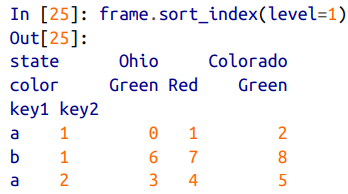 In [25]: frame.sort_index(level=1)
Out[25]:
state Ohio Colorado
color Green Red Green
key1 key2
a 1 0 1 2
b 1 6 7 8
a 2 3 4 5